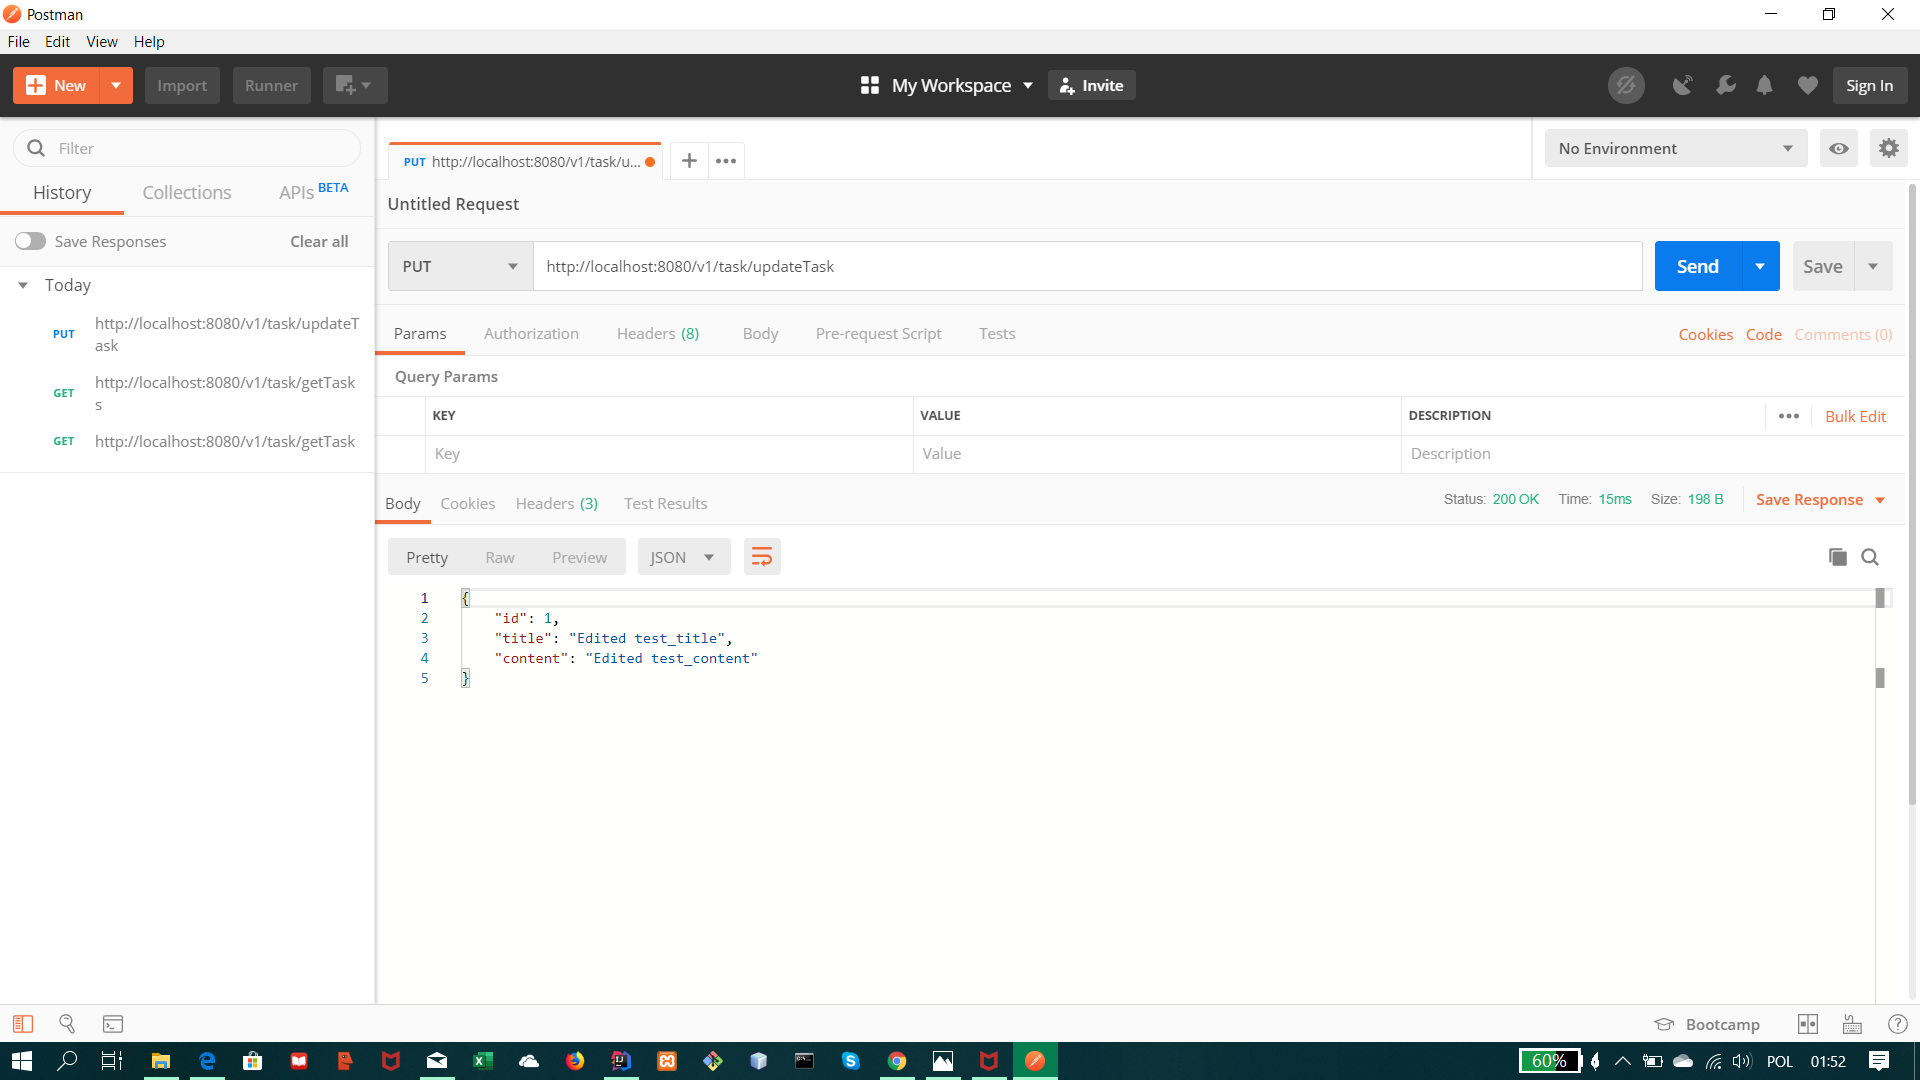 Postman
File Edit View Help
New Import Runner My Workspace Invite Sign In
Filter
History Collections APIs BETA
Save Responses Clear all
Today
PUT http://localhost:8080/v1/task/updateT
ask
GET http://localhost:8080/v1/task/getTask
s
GET http://localhost:8080/v1/task/getTask
PUT http://localhost:8080/v1/task/u...
No Environment
Untitled Request
PUT http://localhost:8080/v1/task/updateTask Send Save
Params Authorization Headers (8) Body Pre-request Script Tests Cookies Code Comments (0)
Query Params
KEY VALUE DESCRIPTION Bulk Edit
Key Value Description
Body Cookies Headers (3) Test Results Status: 200 OK Time: 15ms Size: 198 B Save Response
Pretty Raw Preview JSON
1 {
2 "id": 1,
3 "title": "Edited test_title",
4 "content": "Edited test_content"
5 }
Bootcamp
60% POL 01:52